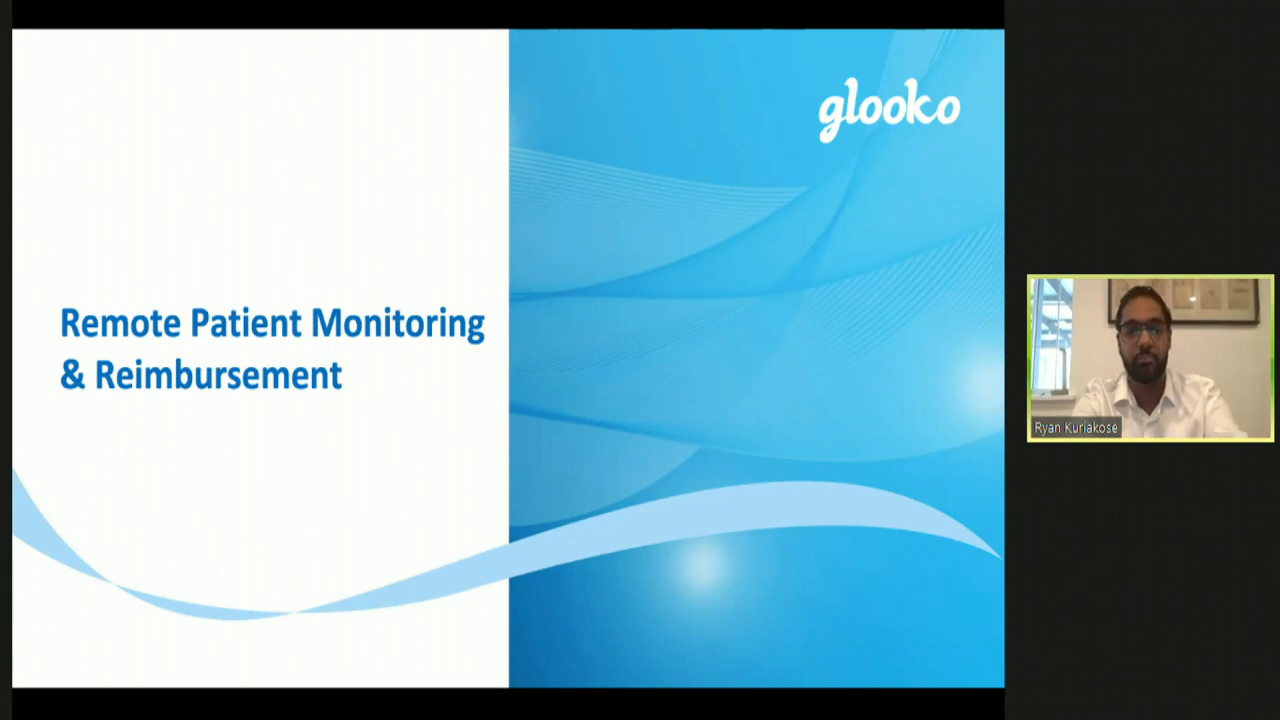 glooko
Remote Patient Monitoring
& Reimbursement
Ryan Kuriakose